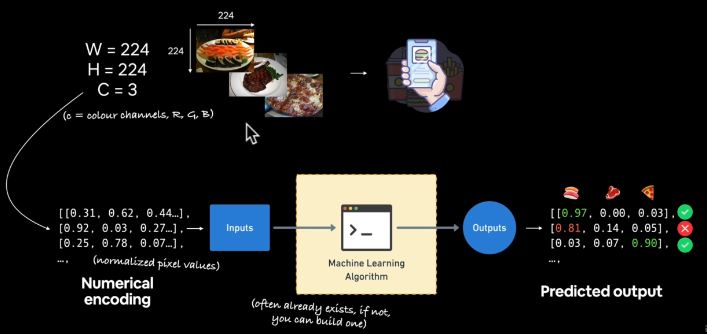 224
224
W = 224
H = 224
C = 3
(c = colour channels, R, G, B)
[[0.31, 0.62, 0.44…],
[0.92, 0.03, 0.27…],
[0.25, 0.78, 0.07…],
…,
(normalized pixel values)
Numerical
encoding
Inputs
Machine Learning
Algorithm
(often already exists, if not,
you can build one)
Outputs
[[0.97, 0.00, 0.03],
[0.81, 0.14, 0.05],
[0.03, 0.07, 0.90],
…,
Predicted output